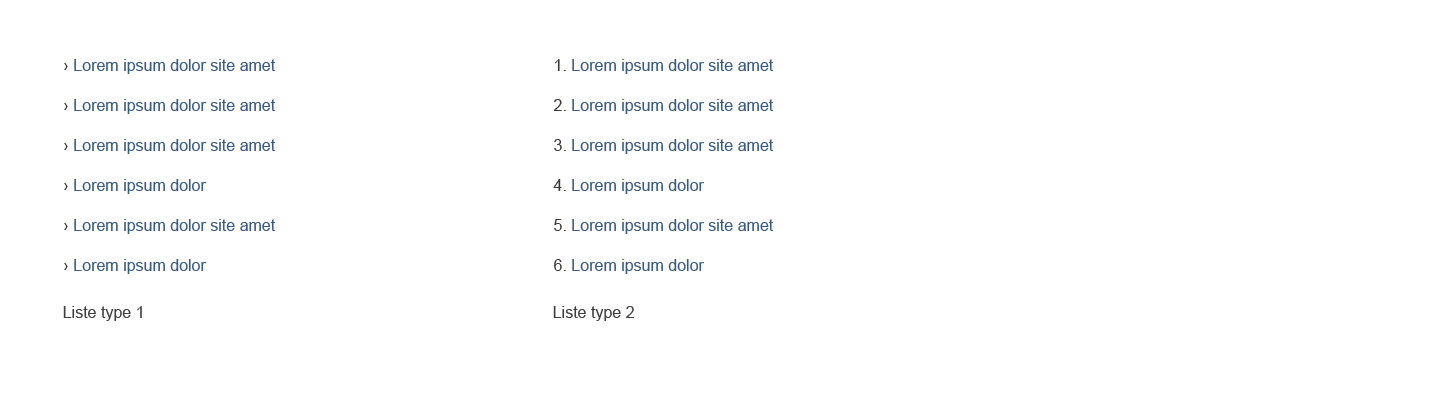 › Lorem ipsum dolor site amet
› Lorem ipsum dolor site amet
› Lorem ipsum dolor site amet
› Lorem ipsum dolor
› Lorem ipsum dolor site amet
› Lorem ipsum dolor
Liste type 1
1. Lorem ipsum dolor site amet
2. Lorem ipsum dolor site amet
3. Lorem ipsum dolor site amet
4. Lorem ipsum dolor
5. Lorem ipsum dolor site amet
6. Lorem ipsum dolor
Liste type 2